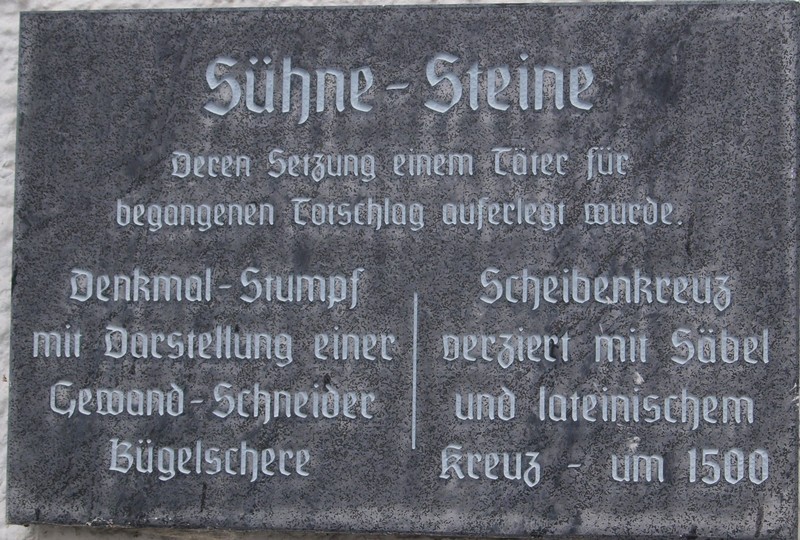 Sühne-Steine
Deren Setzung einem Täter für
begangenen Totschlag auferlegt wurde.
Denkmal-Stumpf
mit Darstellung einer
Gewand-Schneider
Bügelschere
Scheibenkreuz
verziert mit Säbel
und lateinischem
Kreuz - um 1500